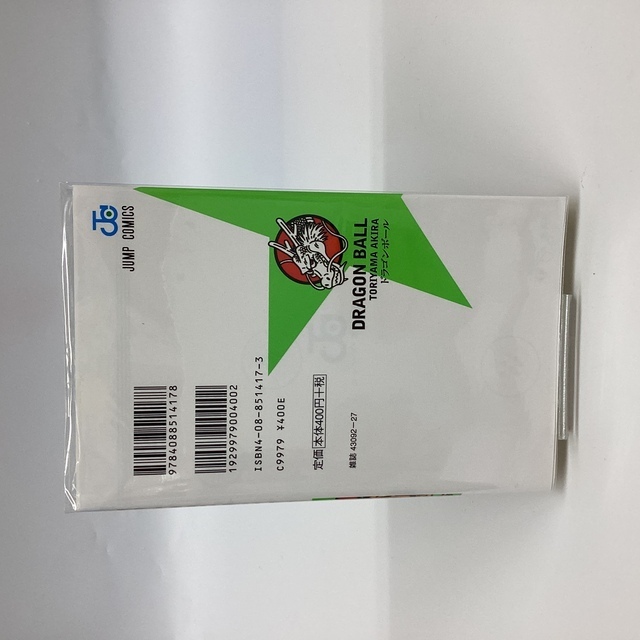 JUMP COMICS
DRAGON BALL
TORIYAMA AKIRA
ドラゴンボール
9784088514178
1929979004002
ISBN4-08-851417-3
C9979 ¥400E
定価 本体400円+税
雑誌 43092-27